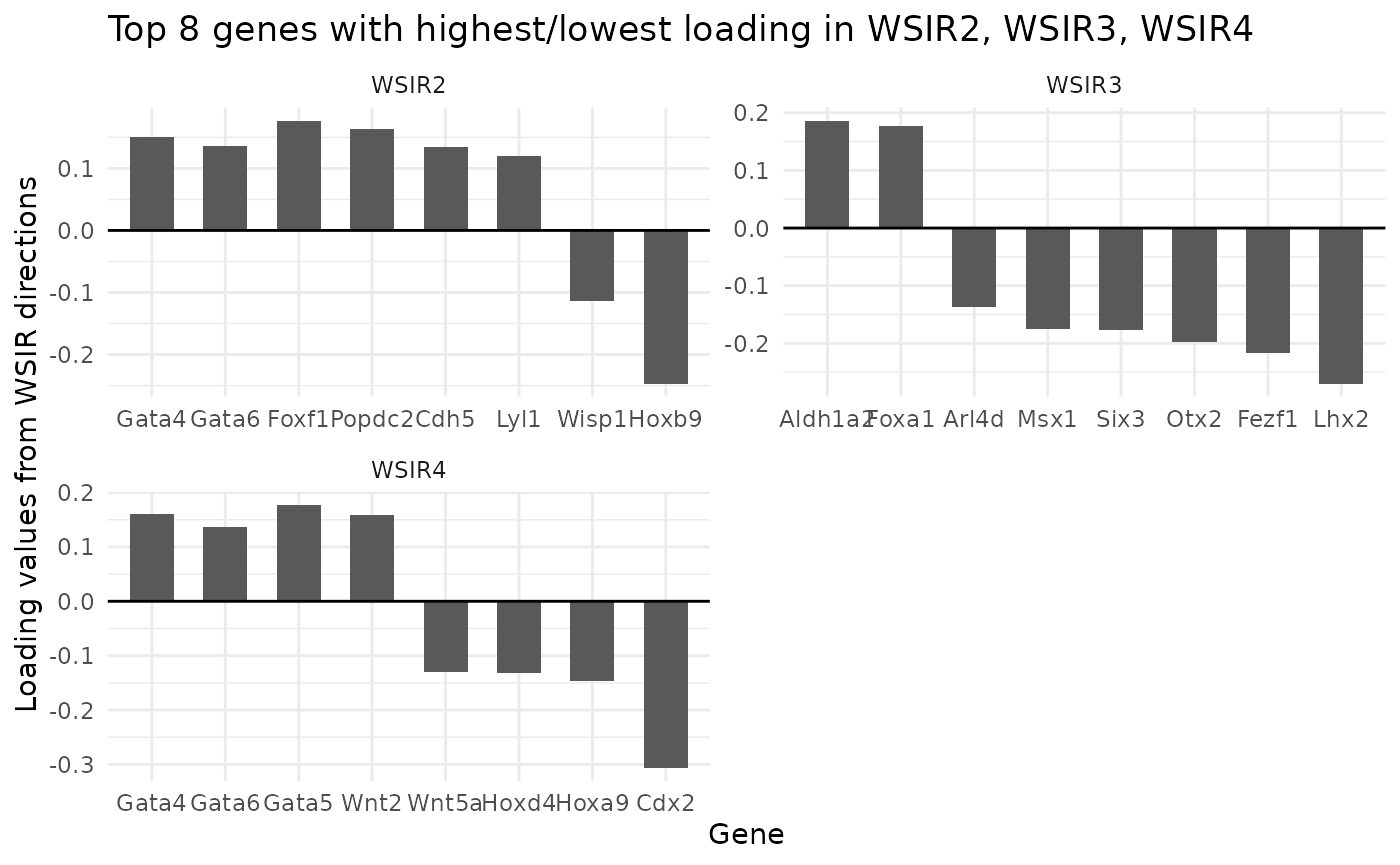 Top 8 genes with highest/lowest loading in WSIR2, WSIR3, WSIR4
Loading values from WSIR directions
WSIR2
0.1
0.0
-0.1
-0.2
Gata4 Gata6 Foxf1 Popdc2 Cdh5 Lyl1 Wisp1 Hoxb9
WSIR3
0.2
0.1
0.0
-0.1
-0.2
Aldh1a2 Foxa1 Arl4d Msx1 Six3 Otx2 Fezf1 Lhx2
WSIR4
0.2
0.1
0.0
-0.1
-0.2
-0.3
Gata4 Gata6 Gata5 Wnt2 Wnt5a Hoxd4 Hoxa9 Cdx2
Gene